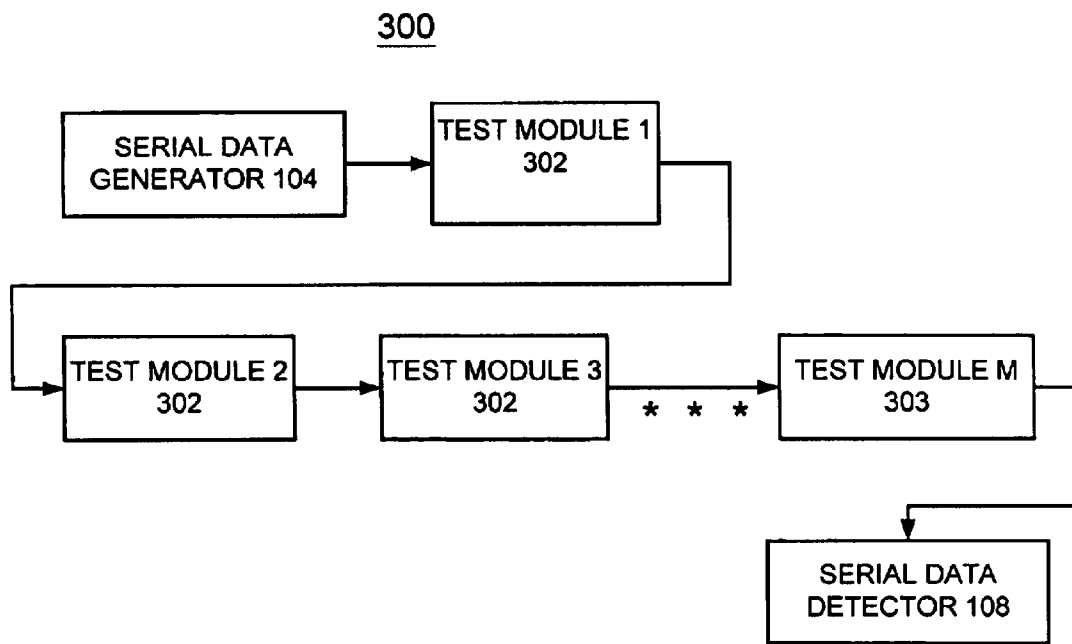 300
SERIAL DATA
GENERATOR 104
TEST MODULE 1
302
TEST MODULE 2
302
TEST MODULE 3
302
* * *
TEST MODULE M
303
SERIAL DATA
DETECTOR 108